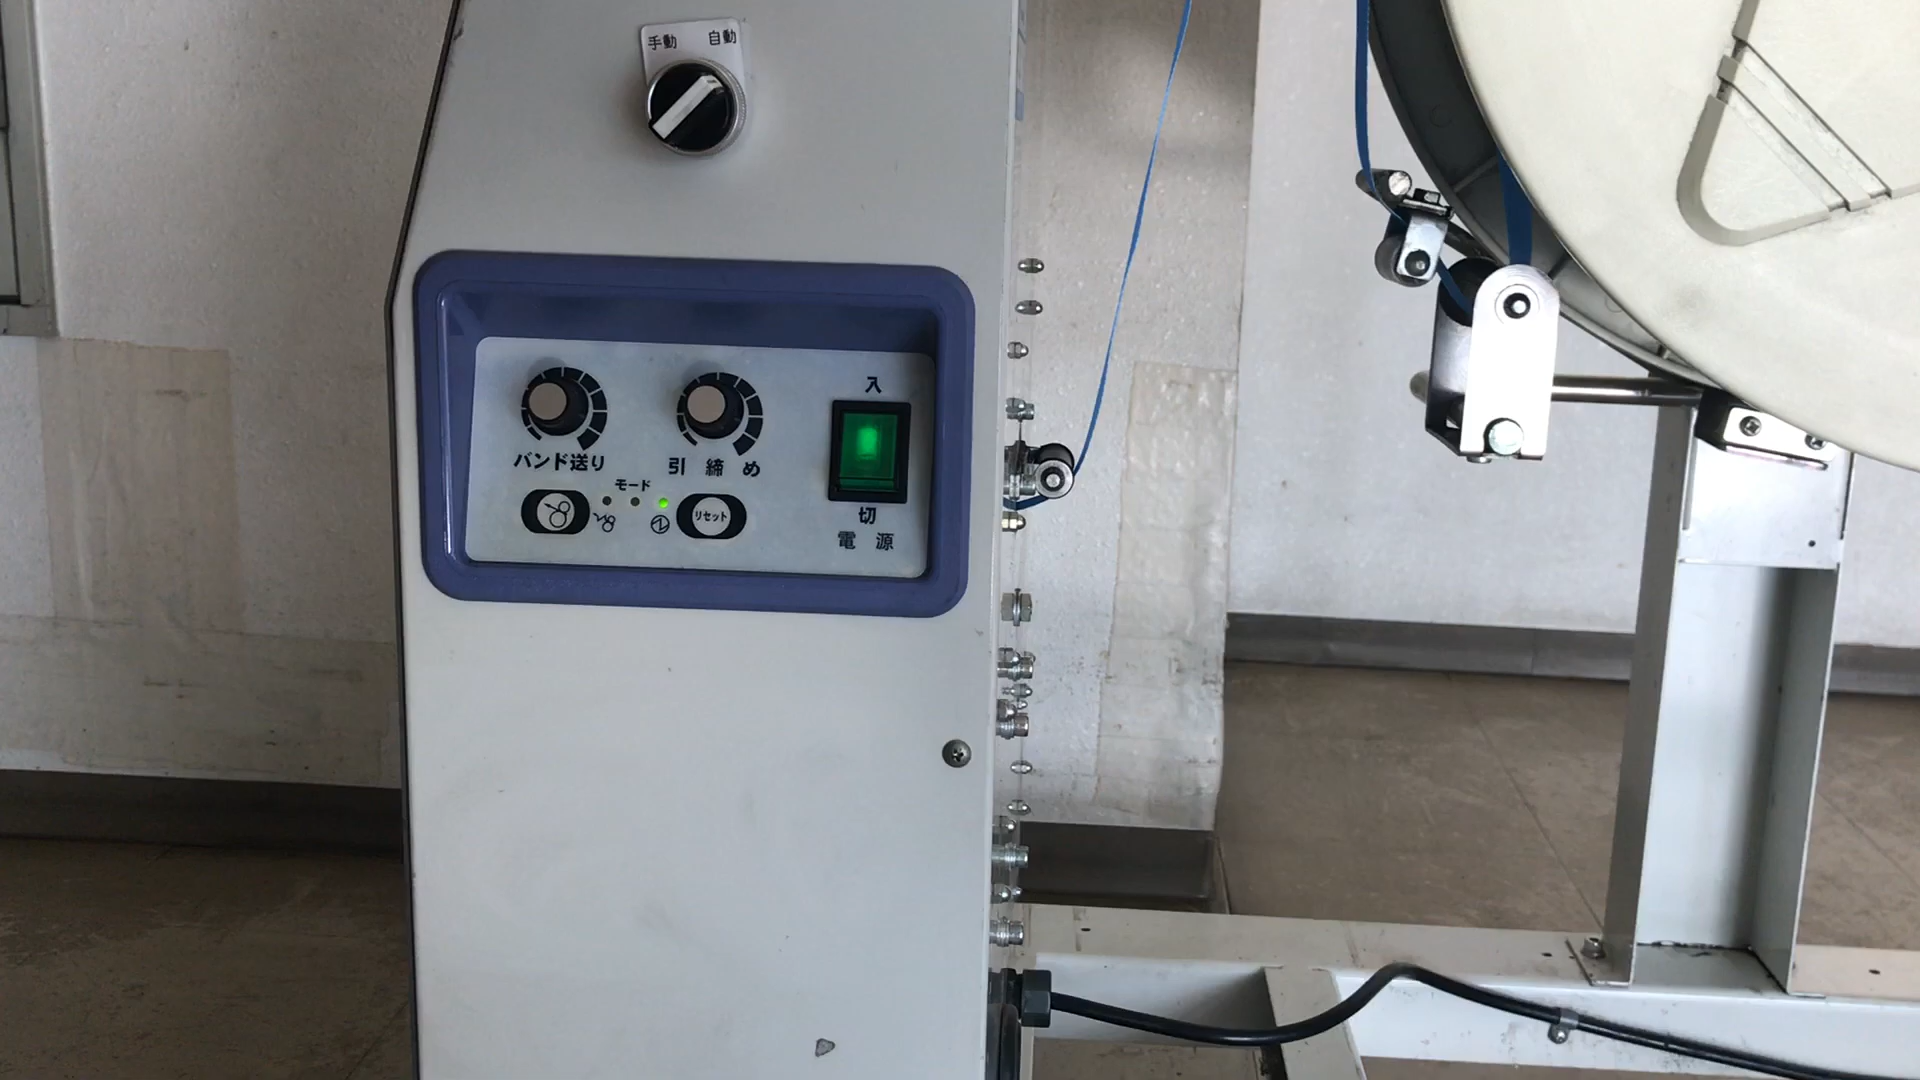 手動 自動
入
バンド送り 引締め
モード
リセット
切
電源